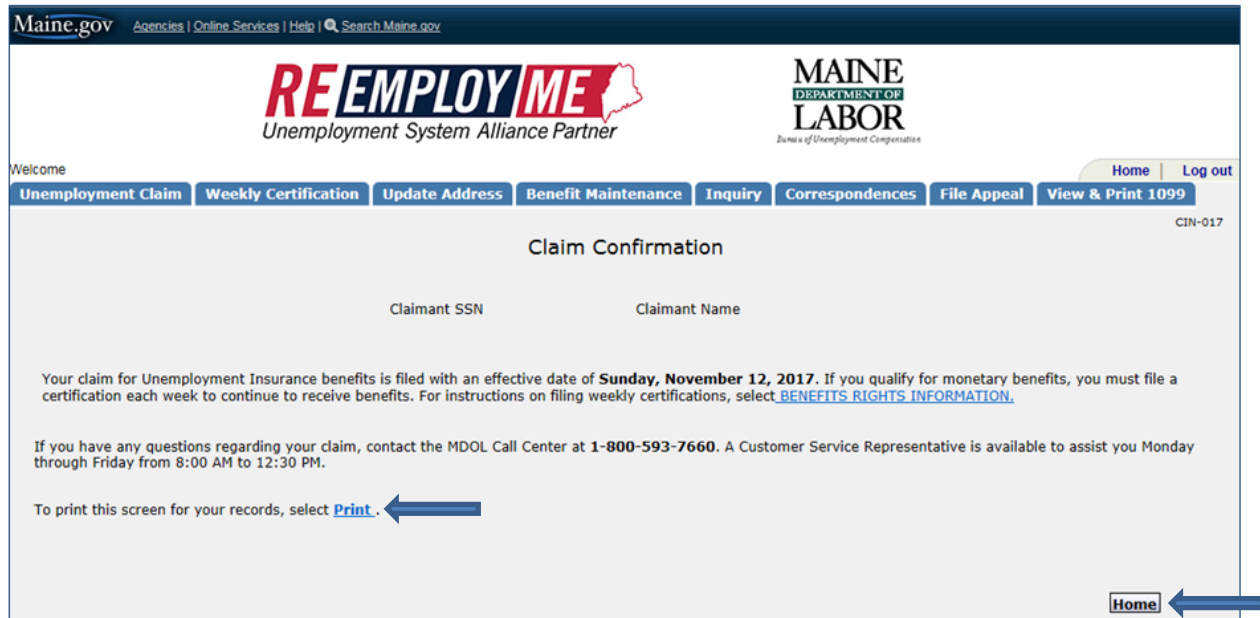 Maine.gov Agencies | Online Services | Help | Search Maine.gov
REEMPLOYME
Unemployment System Alliance Partner
MAINE
DEPARTMENT OF
LABOR
Bureau of Unemployment Compensation
Welcome
Home | Log out
Unemployment Claim Weekly Certification Update Address Benefit Maintenance Inquiry Correspondences File Appeal View & Print 1099
CIN-017
Claim Confirmation
Claimant SSN Claimant Name
Your claim for Unemployment Insurance benefits is filed with an effective date of Sunday, November 12, 2017. If you qualify for monetary benefits, you must file a
certification each week to continue to receive benefits. For instructions on filing weekly certifications, select BENEFITS RIGHTS INFORMATION.
If you have any questions regarding your claim, contact the MDOL Call Center at 1-800-593-7660. A Customer Service Representative is available to assist you Monday
through Friday from 8:00 AM to 12:30 PM.
To print this screen for your records, select Print .
Home